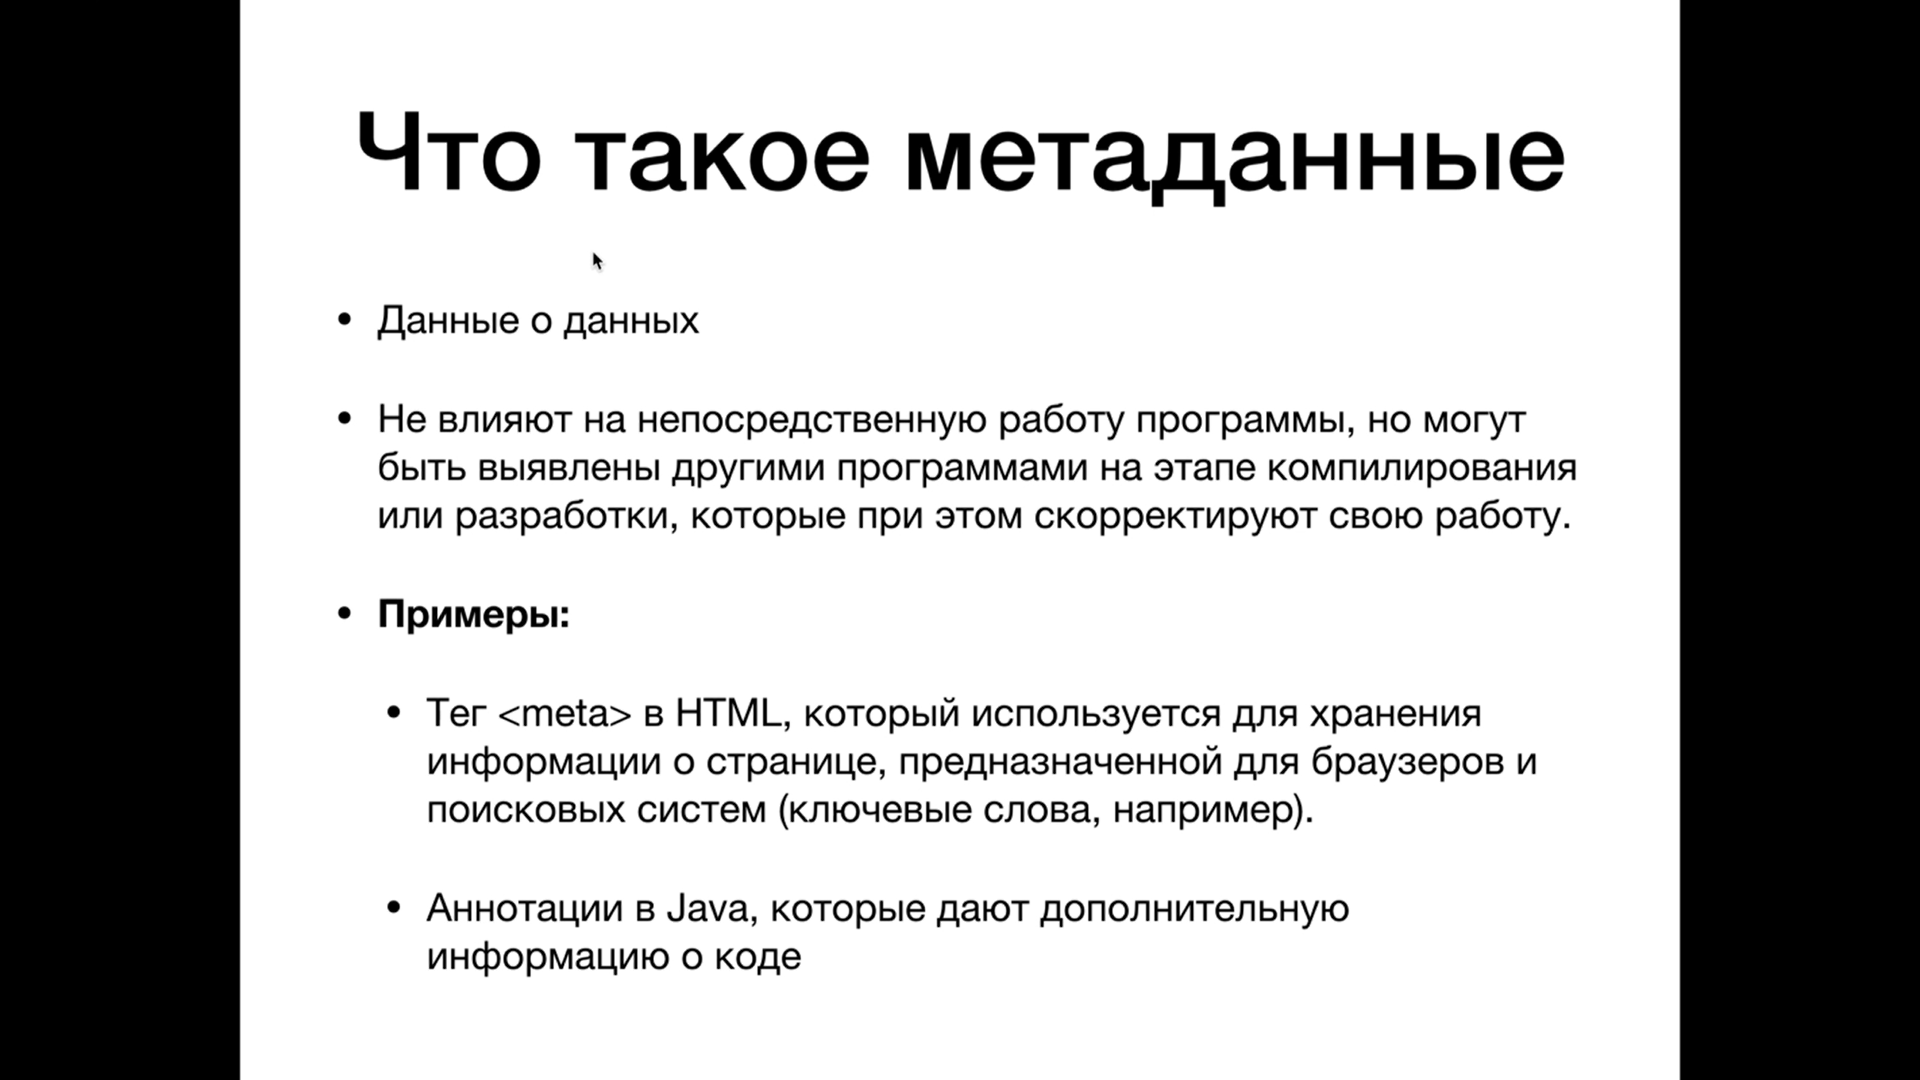 Что такое метаданные
• Данные о данных
• Не влияют на непосредственную работу программы, но могут
быть выявлены другими программами на этапе компилирования
или разработки, которые при этом скорректируют свою работу.
• Примеры:
• Тег <meta> в HTML, который используется для хранения
информации о странице, предназначенной для браузеров и
поисковых систем (ключевые слова, например).
• Аннотации в Java, которые дают дополнительную
информацию о коде